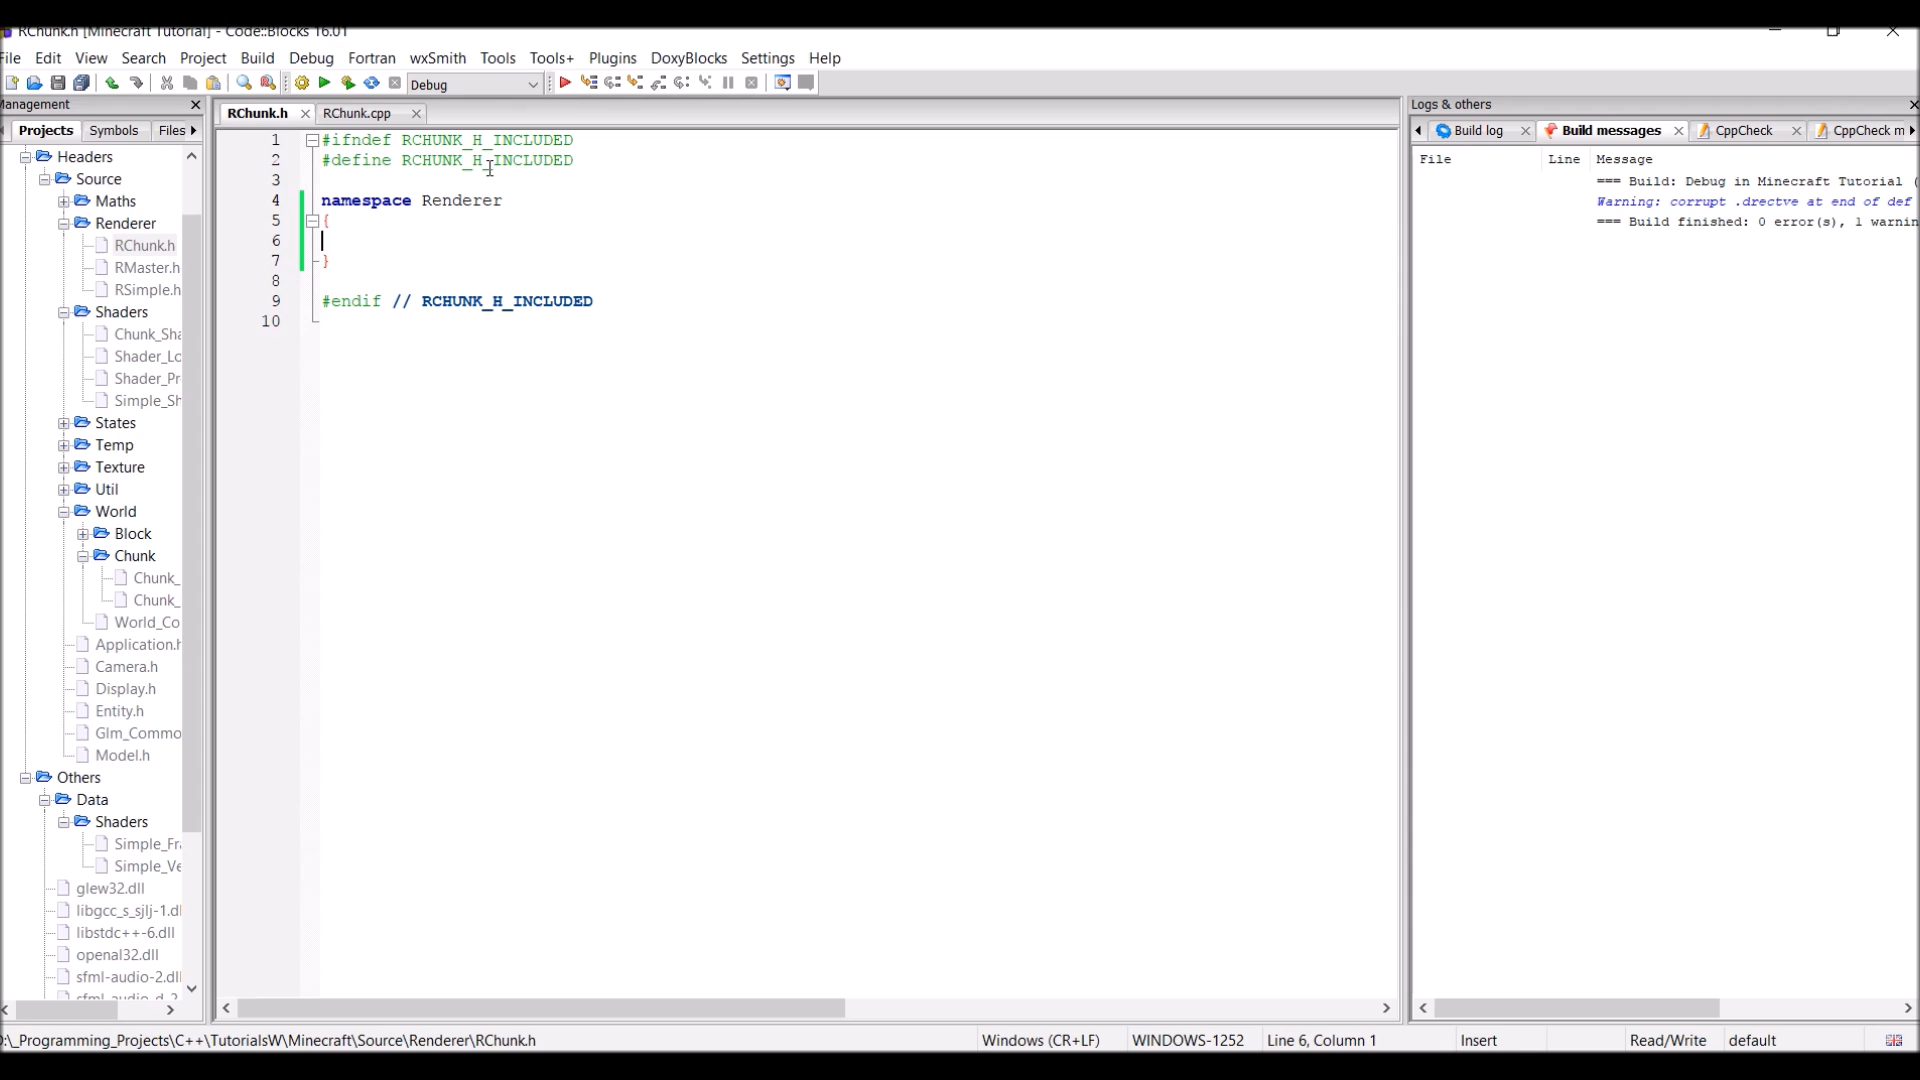 RChunk.h [Minecraft Tutorial] - Code::Blocks 16.01
File Edit View Search Project Build Debug Fortran wxSmith Tools Tools+ Plugins DoxyBlocks Settings Help
Debug
Management
Projects Symbols Files
Headers
Source
Maths
Renderer
RChunk.h
RMaster.h
RSimple.h
Shaders
Chunk_Sha
Shader_Lo
Shader_Pr
Simple_Sh
States
Temp
Texture
Util
World
Block
Chunk
Chunk_
Chunk_
World_Co
Application.h
Camera.h
Display.h
Entity.h
Glm_Commo
Model.h
Others
Data
Shaders
Simple_Fra
Simple_Ve
glew32.dll
libgcc_s_sjlj-1.dl
libstdc++-6.dll
openal32.dll
sfml-audio-2.dll
sfml-audio-d-2
RChunk.h RChunk.cpp
1 #ifndef RCHUNK_H_INCLUDED
2 #define RCHUNK_H_INCLUDED
3
4 namespace Renderer
5 {
6
7 }
8
9 #endif // RCHUNK_H_INCLUDED
10
Logs & others
Build log Build messages CppCheck CppCheck m
File Line Message
=== Build: Debug in Minecraft Tutorial (
Warning: corrupt .drectve at end of def
=== Build finished: 0 error(s), 1 warnin
D:\_Programming_Projects\C++\TutorialsW\Minecraft\Source\Renderer\RChunk.h Windows (CR+LF) WINDOWS-1252 Line 6, Column 1 Insert Read/Write default